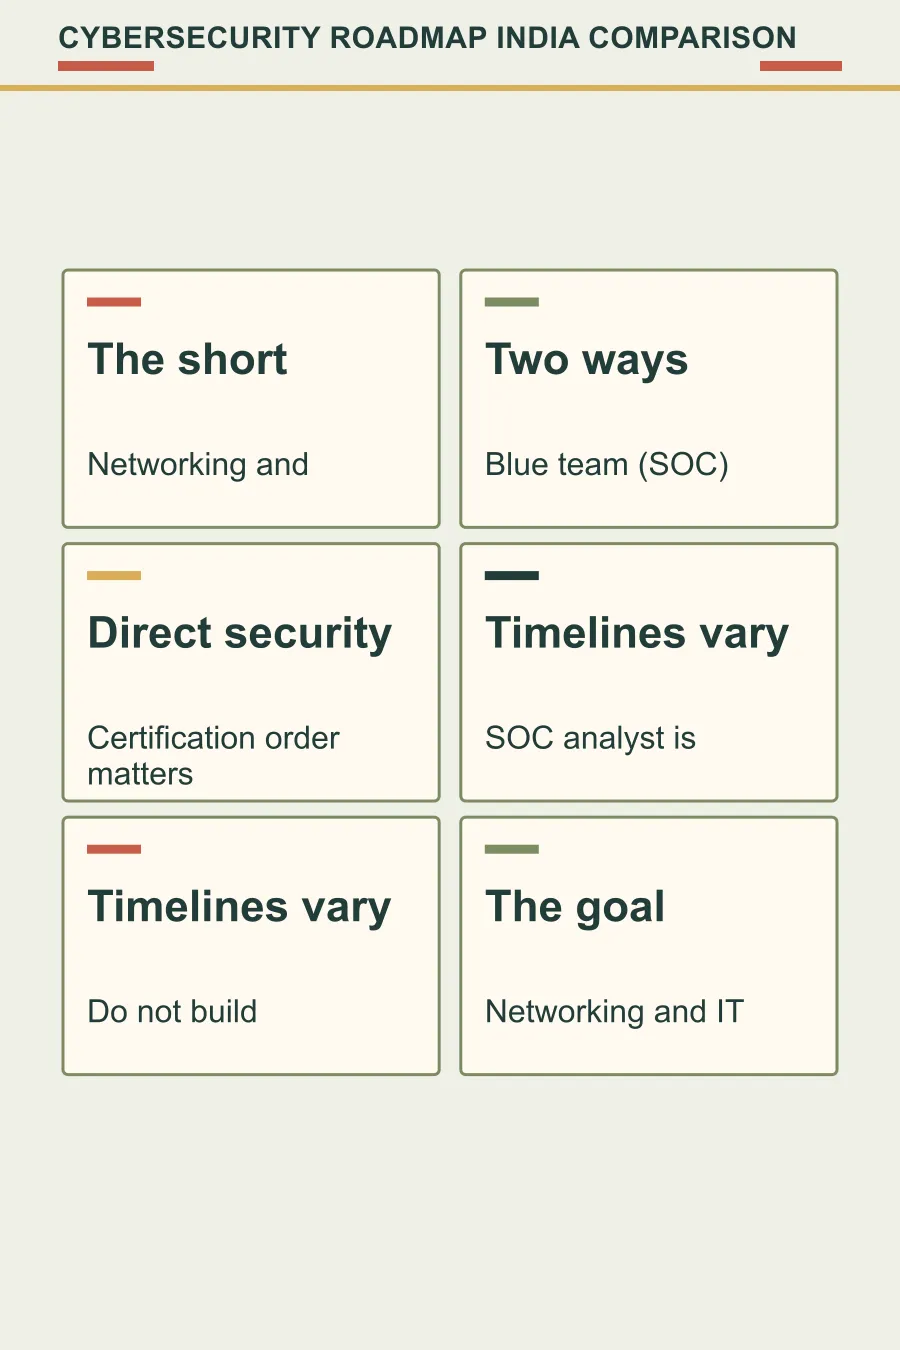 CYBERSECURITY ROADMAP INDIA COMPARISON
The short
Networking and
Two ways
Blue team (SOC)
Direct security
Certification order
matters
Timelines vary
SOC analyst is
Timelines vary
Do not build
The goal
Networking and IT